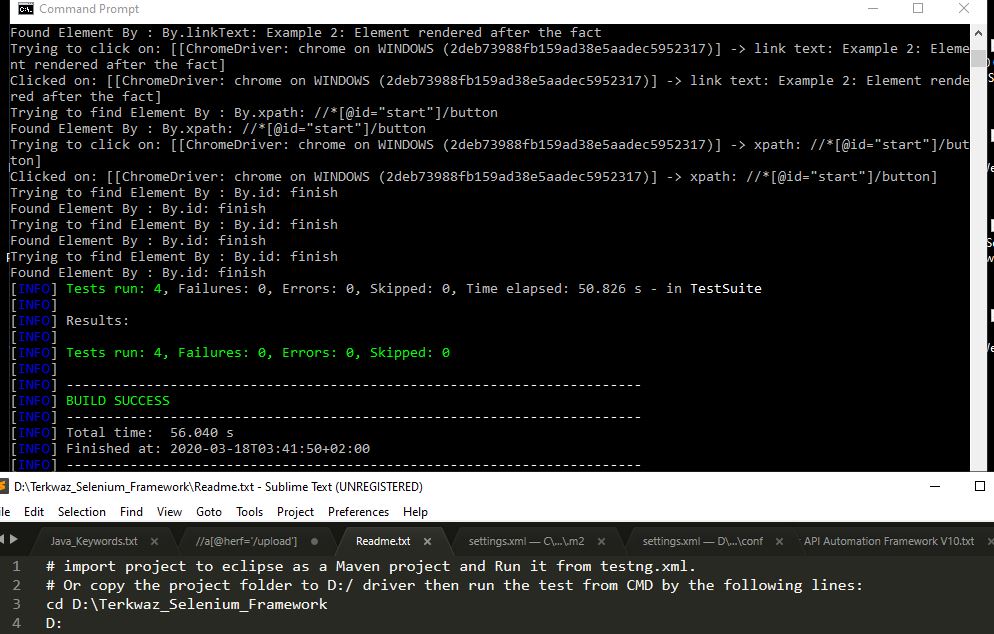 Command Prompt
Found Element By : By.linkText: Example 2: Element rendered after the fact
Trying to click on: [[ChromeDriver: chrome on WINDOWS (2deb73988fb159ad38e5aadec5952317)] -> link text: Example 2: Eleme
nt rendered after the fact]
Clicked on: [[ChromeDriver: chrome on WINDOWS (2deb73988fb159ad38e5aadec5952317)] -> link text: Example 2: Element rende
red after the fact]
Trying to find Element By : By.xpath: //*[@id="start"]/button
Found Element By : By.xpath: //*[@id="start"]/button
Trying to click on: [[ChromeDriver: chrome on WINDOWS (2deb73988fb159ad38e5aadec5952317)] -> xpath: //*[@id="start"]/but
ton]
Clicked on: [[ChromeDriver: chrome on WINDOWS (2deb73988fb159ad38e5aadec5952317)] -> xpath: //*[@id="start"]/button]
Trying to find Element By : By.id: finish
Found Element By : By.id: finish
Trying to find Element By : By.id: finish
Found Element By : By.id: finish
Trying to find Element By : By.id: finish
Found Element By : By.id: finish
[INFO] Tests run: 4, Failures: 0, Errors: 0, Skipped: 0, Time elapsed: 50.826 s - in TestSuite
[INFO]
[INFO] Results:
[INFO]
[INFO] Tests run: 4, Failures: 0, Errors: 0, Skipped: 0
[INFO]
[INFO] ------------------------------------------------------------------------
[INFO] BUILD SUCCESS
[INFO] ------------------------------------------------------------------------
[INFO] Total time:  56.040 s
[INFO] Finished at: 2020-03-18T03:41:50+02:00
[INFO] ------------------------------------------------------------------------
D:\Terkwaz_Selenium_Framework\Readme.txt - Sublime Text (UNREGISTERED)
ile Edit Selection Find View Goto Tools Project Preferences Help
Java_Keywords.txt //a[@herf='/upload'] Readme.txt settings.xml — C\...\.m2 settings.xml — D\...\conf API Automation Framework V10.txt
1 # import project to eclipse as a Maven project and Run it from testng.xml.
2 # Or copy the project folder to D:/ driver then run the test from CMD by the following lines:
3 cd D:\Terkwaz_Selenium_Framework
4 D: